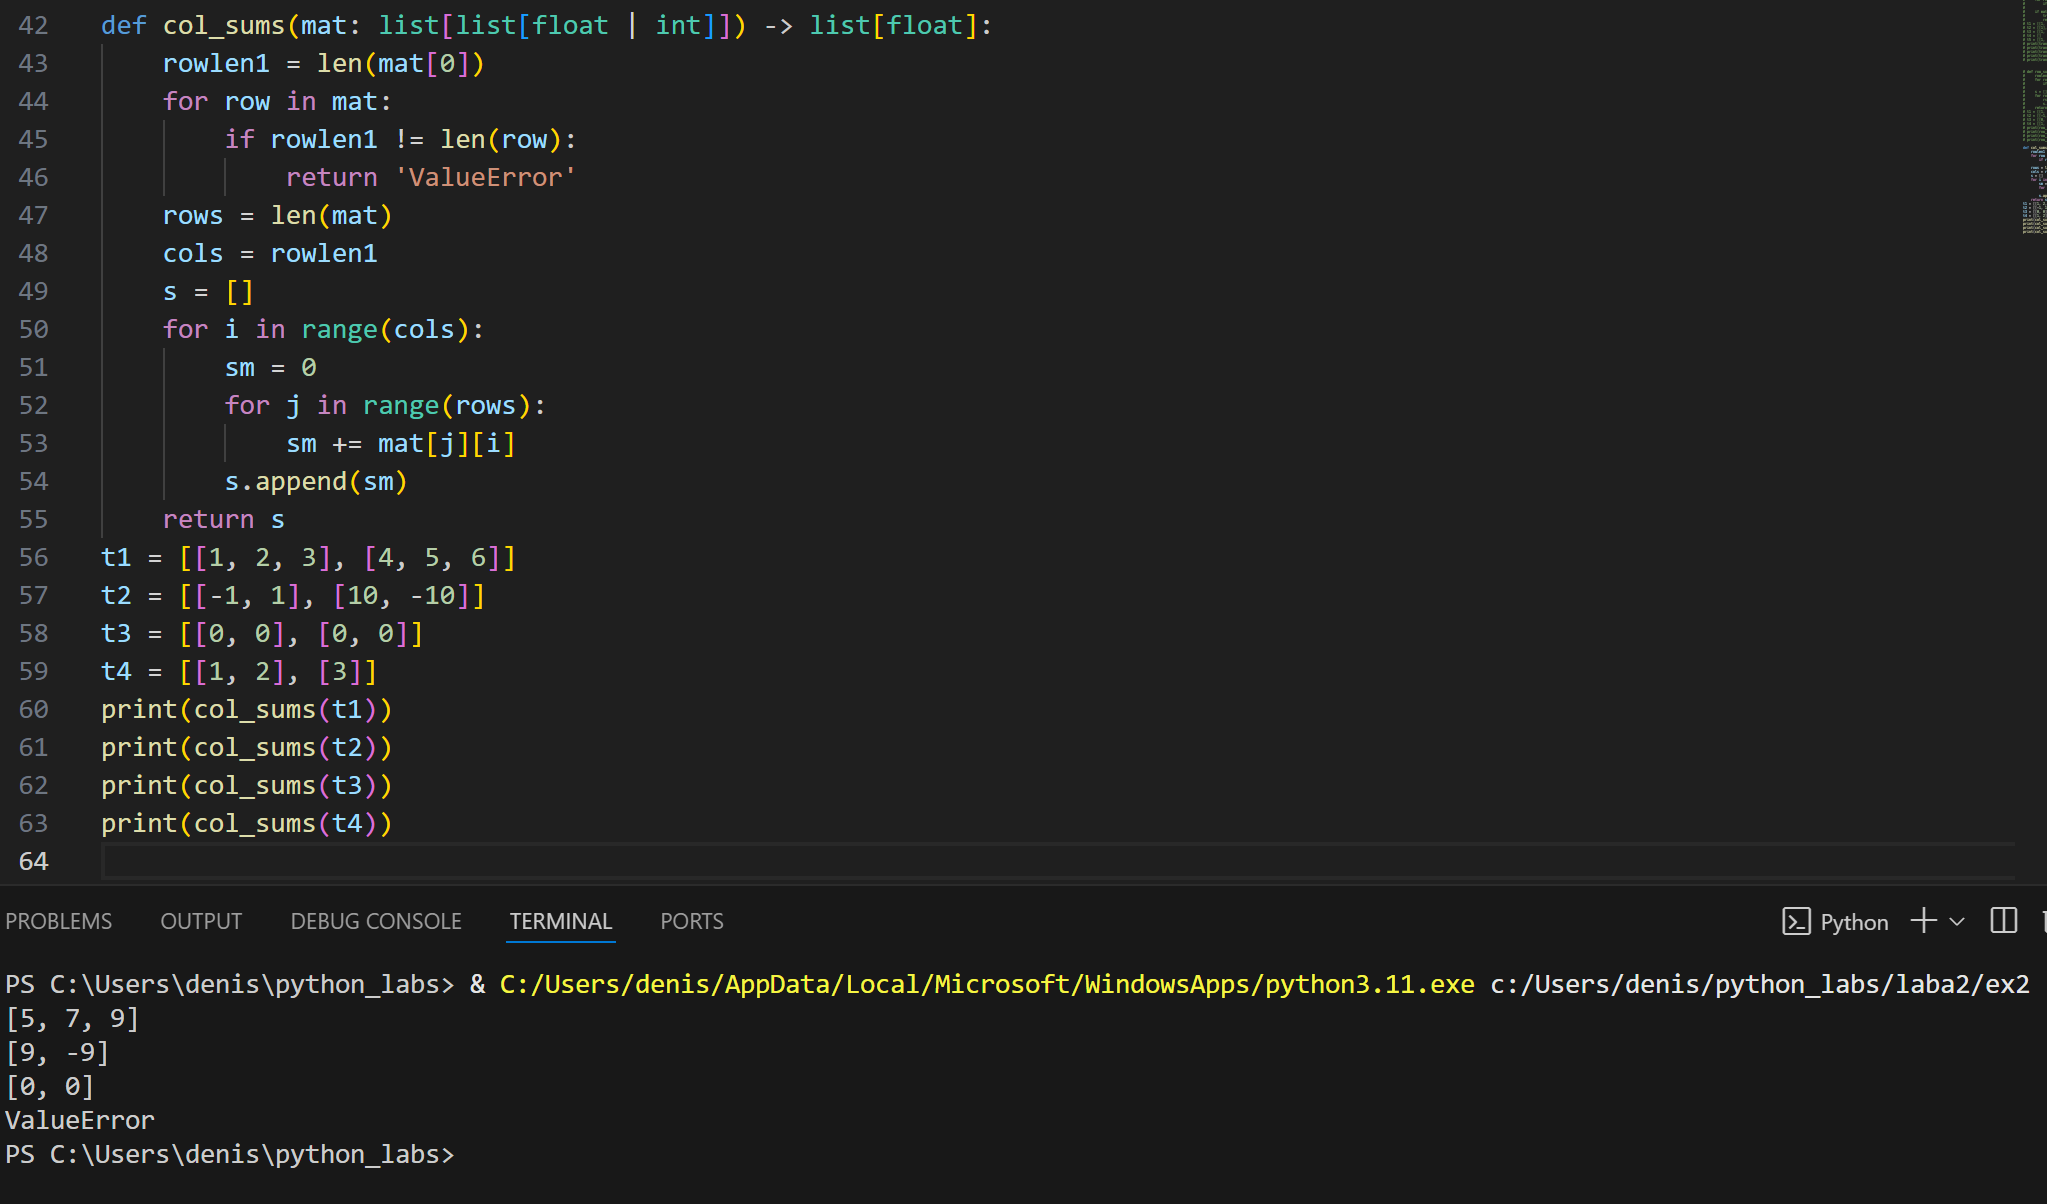 42 def col_sums(mat: list[list[float | int]]) -> list[float]:
43     rowlen1 = len(mat[0])
44     for row in mat:
45         if rowlen1 != len(row):
46             return 'ValueError'
47     rows = len(mat)
48     cols = rowlen1
49     s = []
50     for i in range(cols):
51         sm = 0
52         for j in range(rows):
53             sm += mat[j][i]
54         s.append(sm)
55     return s
56 t1 = [[1, 2, 3], [4, 5, 6]]
57 t2 = [[-1, 1], [10, -10]]
58 t3 = [[0, 0], [0, 0]]
59 t4 = [[1, 2], [3]]
60 print(col_sums(t1))
61 print(col_sums(t2))
62 print(col_sums(t3))
63 print(col_sums(t4))
64
PROBLEMS OUTPUT DEBUG CONSOLE TERMINAL PORTS Python
PS C:\Users\denis\python_labs> & C:/Users/denis/AppData/Local/Microsoft/WindowsApps/python3.11.exe c:/Users/denis/python_labs/laba2/ex2
[5, 7, 9]
[9, -9]
[0, 0]
ValueError
PS C:\Users\denis\python_labs>